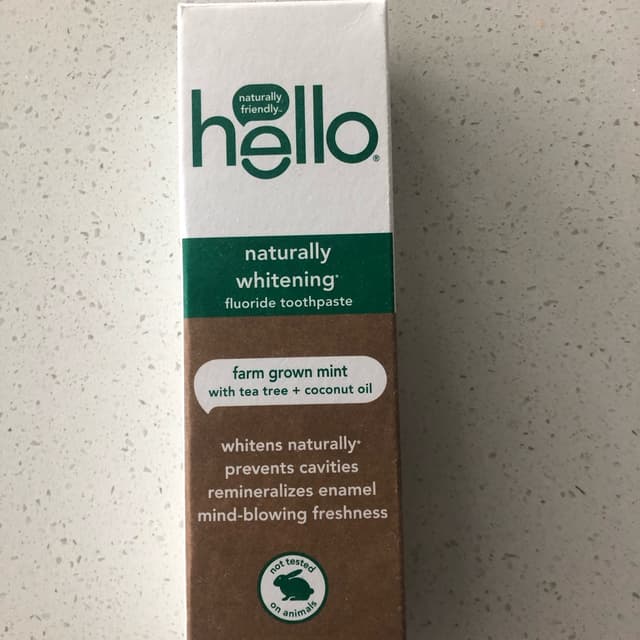 naturally
friendly™
hello®
naturally
whitening*
fluoride toothpaste
farm grown mint
with tea tree + coconut oil
whitens naturally*
prevents cavities
remineralizes enamel
mind-blowing freshness
not tested
on animals